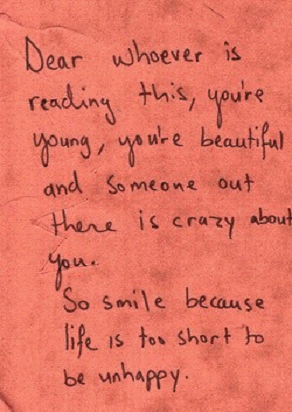 Dear whoever is
reading this, you're
young, you're beautiful
and someone out
there is crazy about
you.
So smile because
life is too short to
be unhappy.